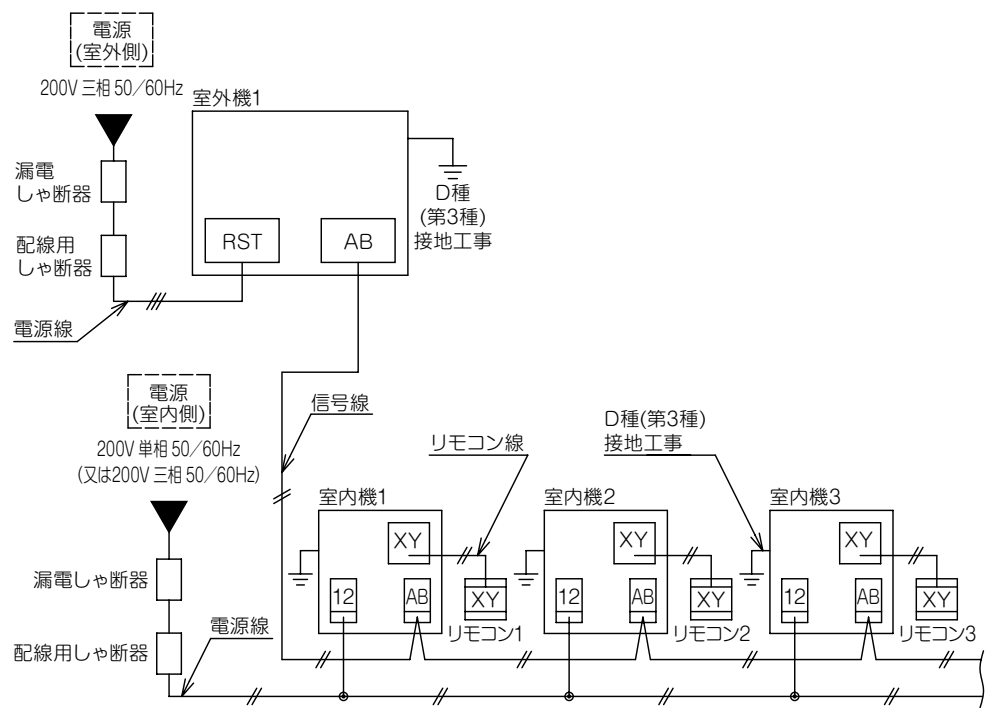 電源
(室外側)
200V 三相 50／60Hz
室外機1
漏電
しゃ断器
配線用
しゃ断器
電源線
RST
AB
D種
(第3種)
接地工事
電源
(室内側)
200V 単相 50／60Hz
(又は200V 三相 50／60Hz)
信号線
リモコン線
D種(第3種)
接地工事
室内機1
XY
12
AB
XY
リモコン1
室内機2
XY
12
AB
XY
リモコン2
室内機3
XY
12
AB
XY
リモコン3
漏電しゃ断器
配線用しゃ断器
電源線